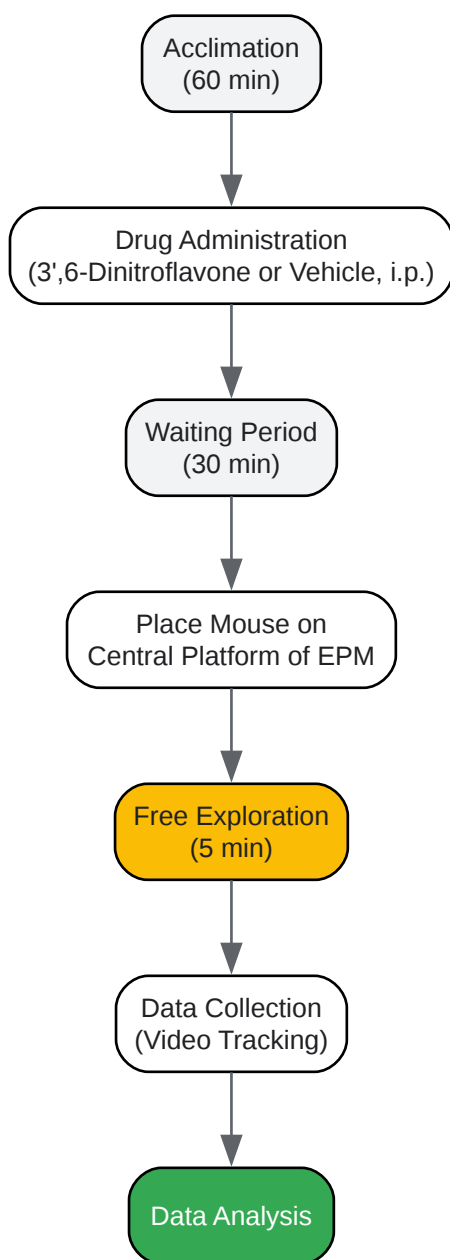 Acclimation
(60 min)
Drug Administration
(3',6-Dinitroflavone or Vehicle, i.p.)
Waiting Period
(30 min)
Place Mouse on
Central Platform of EPM
Free Exploration
(5 min)
Data Collection
(Video Tracking)
Data Analysis